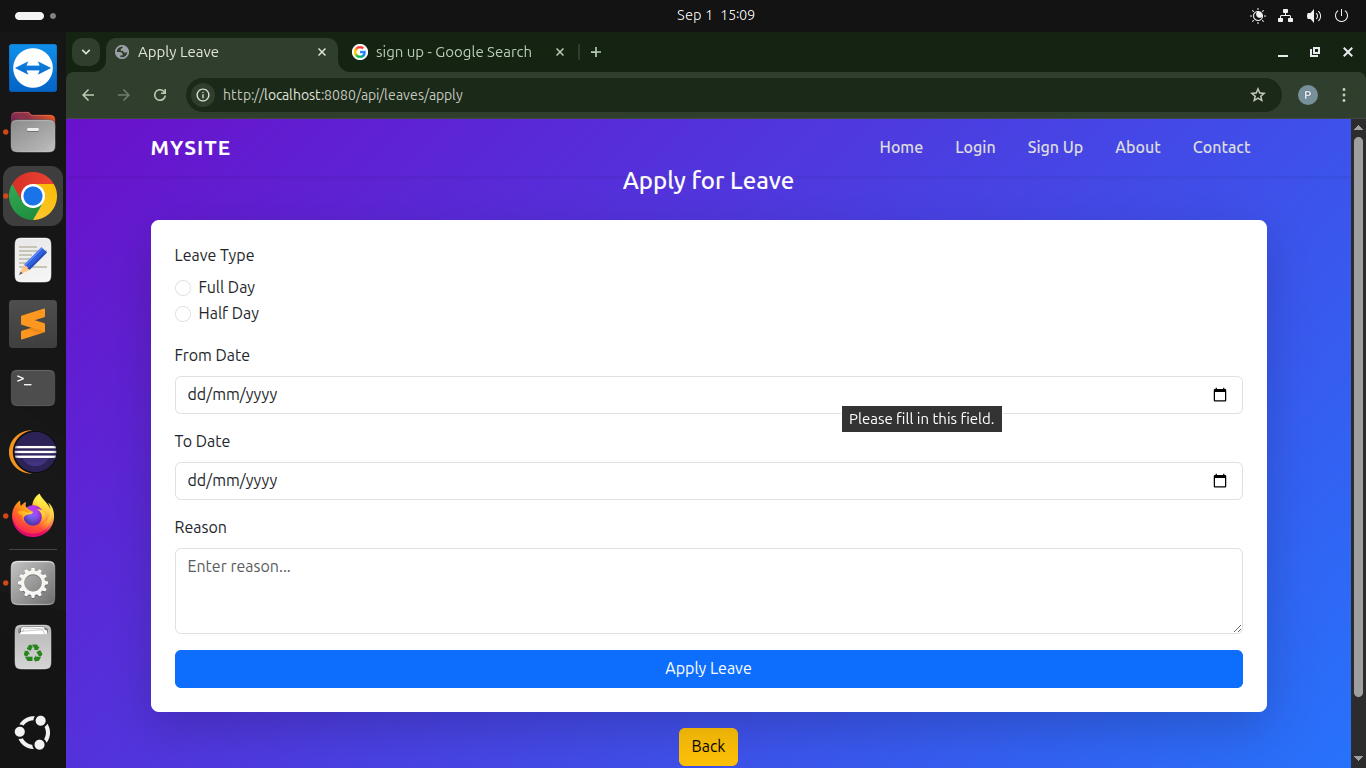 Sep 1 15:09
Apply Leave
sign up - Google Search
http://localhost:8080/api/leaves/apply
P
MYSITE
Home
Login
Sign Up
About
Contact
Apply for Leave
Leave Type
Full Day
Half Day
From Date
dd/mm/yyyy
Please fill in this field.
To Date
dd/mm/yyyy
Reason
Enter reason...
Apply Leave
Back
>_